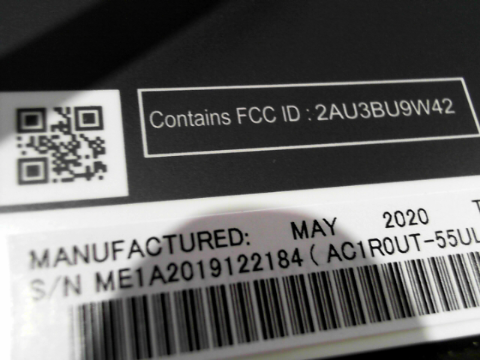 Contains FCC ID : 2AU3BU9W42
MANUFACTURED: MAY 2020
S/N ME1A2019122184 ( AC1R0UT-55UL